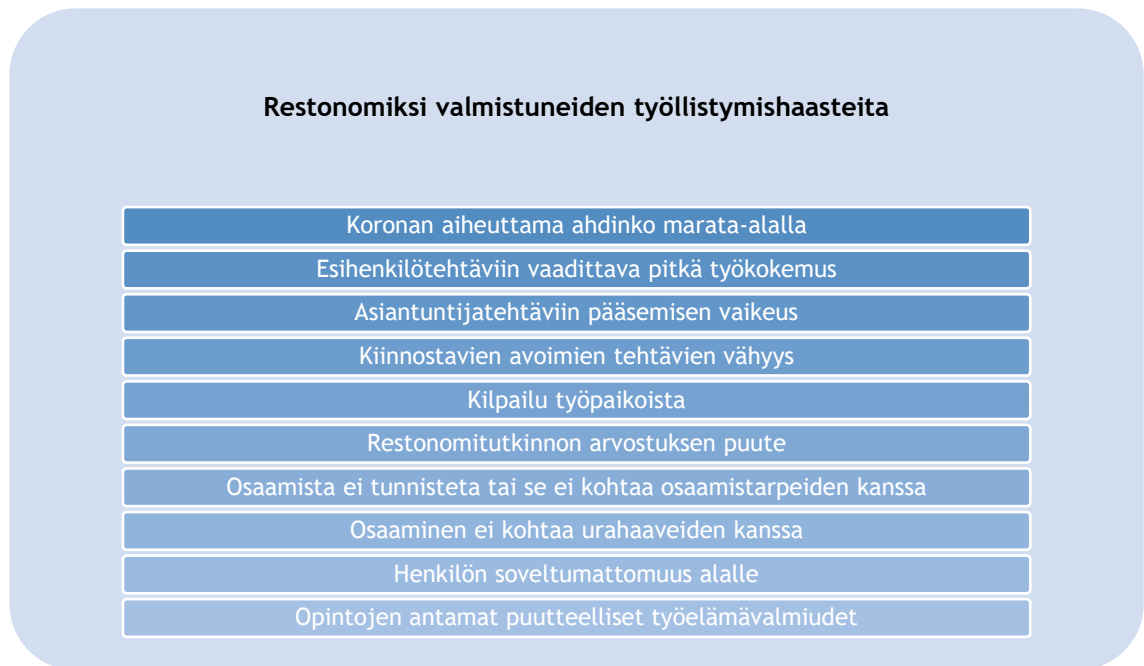 Restonomiksi valmistuneiden työllistymishaasteita
Koronan aiheuttama ahdinko marata-alalla
Esihenkilötehtäviin vaadittava pitkä työkokemus
Asiantuntijatehtäviin pääsemisen vaikeus
Kiinnostavien avoimien tehtävien vähyys
Kilpailu työpaikoista
Restonomitutkinnon arvostuksen puute
Osaamista ei tunnisteta tai se ei kohtaa osaamistarpeiden kanssa
Osaaminen ei kohtaa urahaaveiden kanssa
Henkilön soveltumattomuus alalle
Opintojen antamat puutteelliset työelämävalmiudet